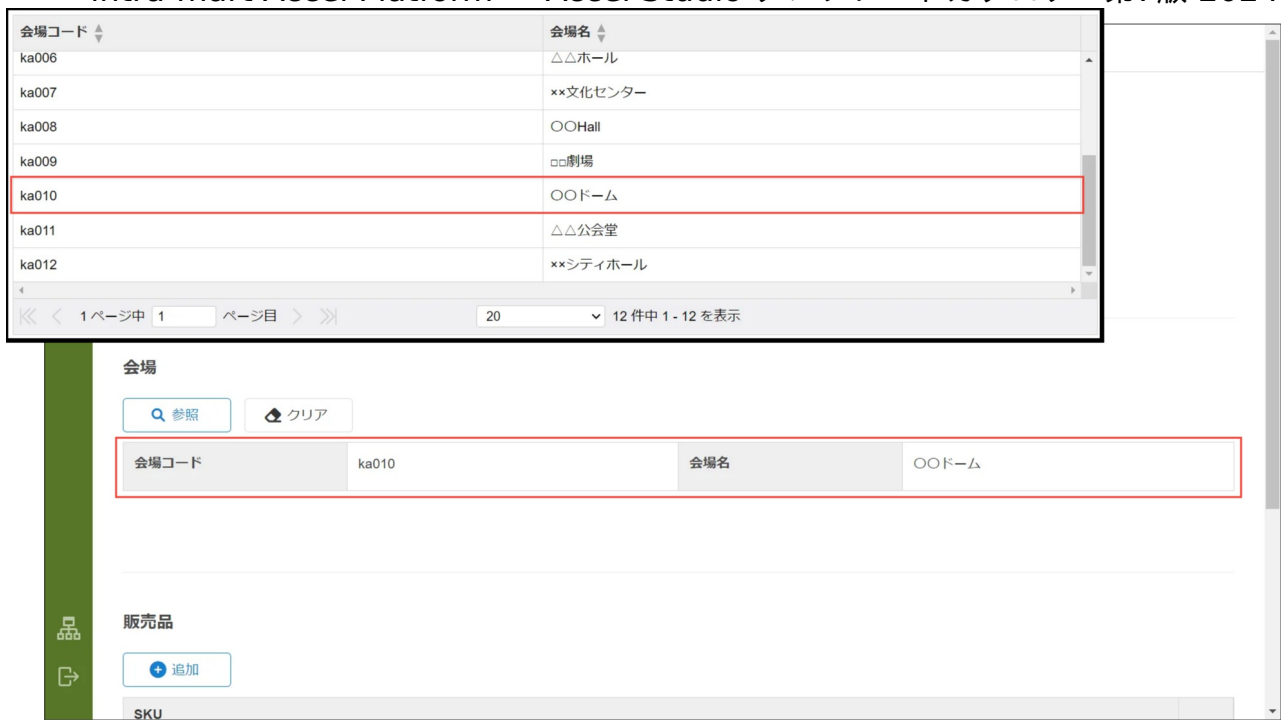 会場コード 会場名
ka006 △△ホール
ka007 ××文化センター
ka008 〇〇Hall
ka009 □□劇場
ka010 〇〇ドーム
ka011 △△公会堂
ka012 ××シティホール
1 ページ中 1 ページ目 20 12 件中 1 - 12 を表示
会場
参照 クリア
会場コード ka010 会場名 〇〇ドーム
販売品
追加
SKU